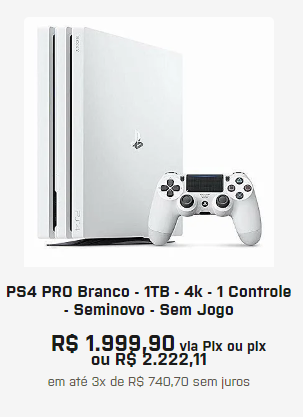 PS4 PRO Branco - 1TB - 4k - 1 Controle
- Seminovo - Sem Jogo
R$ 1.999,90 via Pix ou pix
ou R$ 2.222,11
em até 3x de R$ 740,70 sem juros